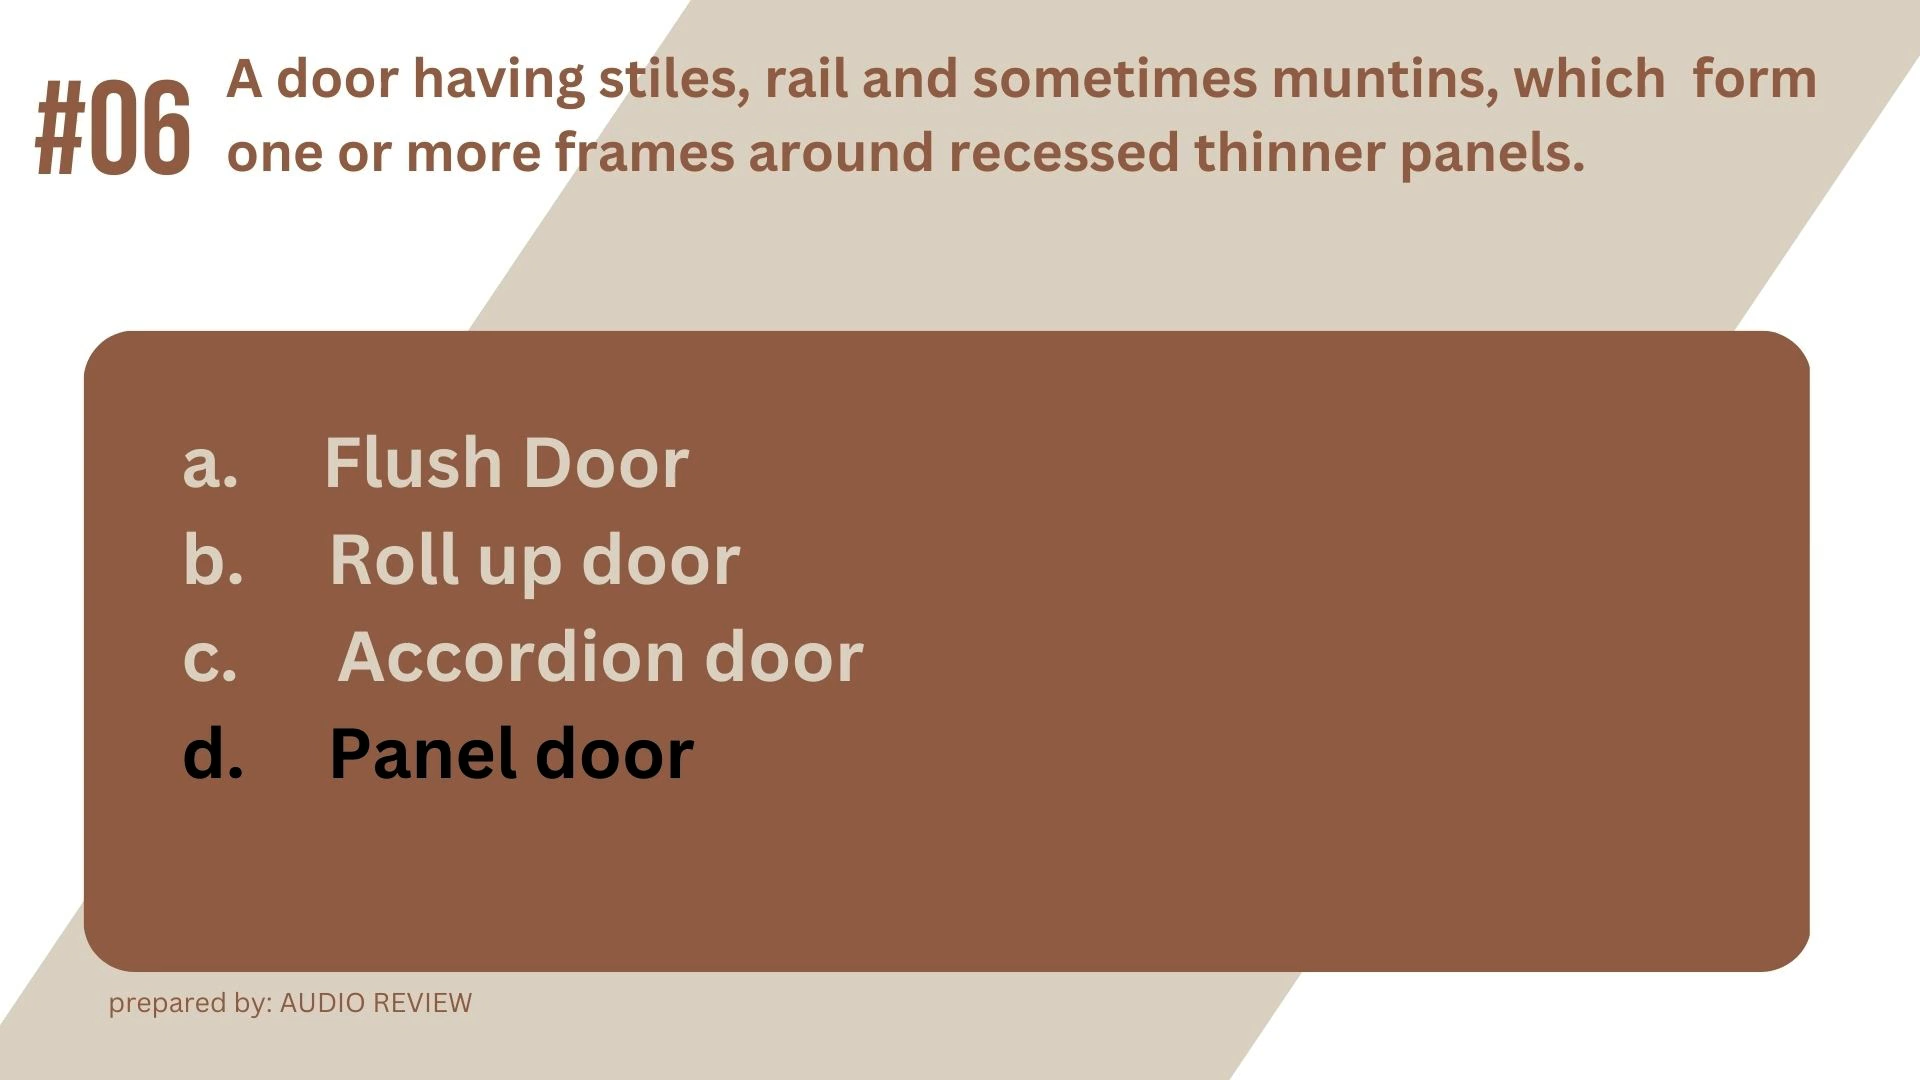 #06
A door having stiles, rail and sometimes muntins, which  form
one or more frames around recessed thinner panels.
a. Flush Door
b. Roll up door
c. Accordion door
d. Panel door
prepared by: AUDIO REVIEW